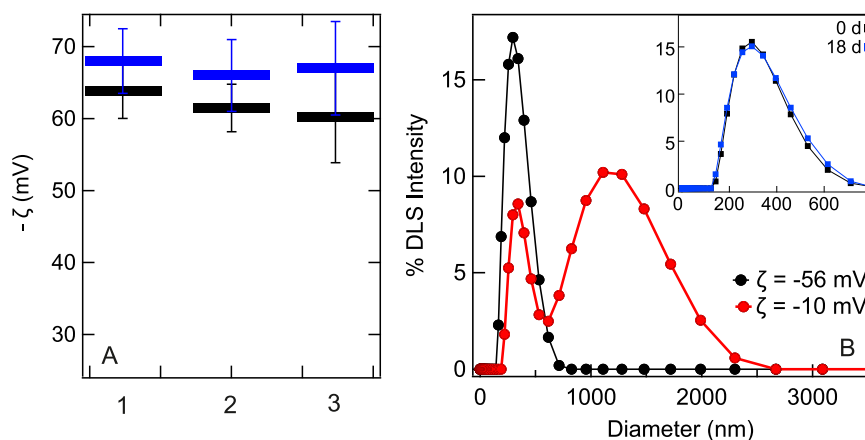 - ζ (mV)
70
60
50
40
30
A
1 2 3
% DLS Intensity
15
10
5
0
0 1000 2000 3000
Diameter (nm)
ζ = -56 mV
ζ = -10 mV
B
0 d
18 d
15
10
5
0
0 200 400 600